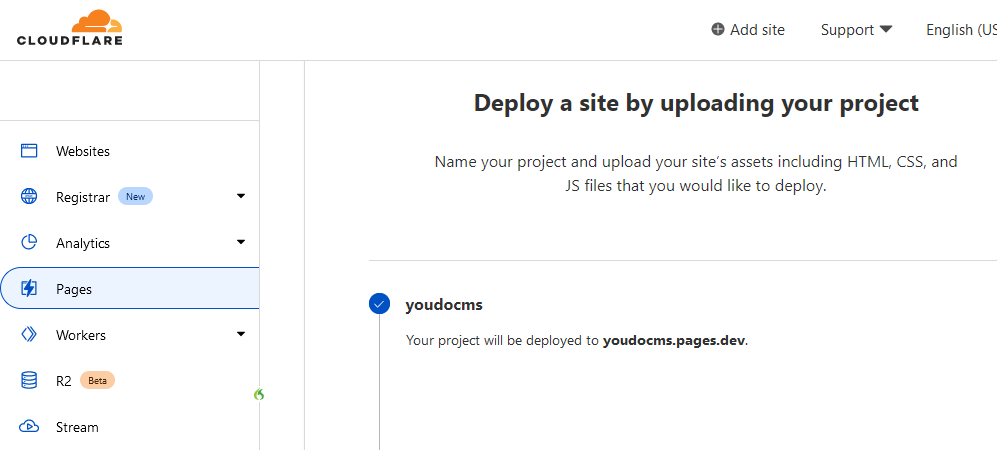 CLOUDFLARE
Add site
Support
English (US
Websites
Registrar New
Analytics
Pages
Workers
R2 Beta
Stream
Deploy a site by uploading your project
Name your project and upload your site's assets including HTML, CSS, and
JS files that you would like to deploy.
youdocms
Your project will be deployed to youdocms.pages.dev.